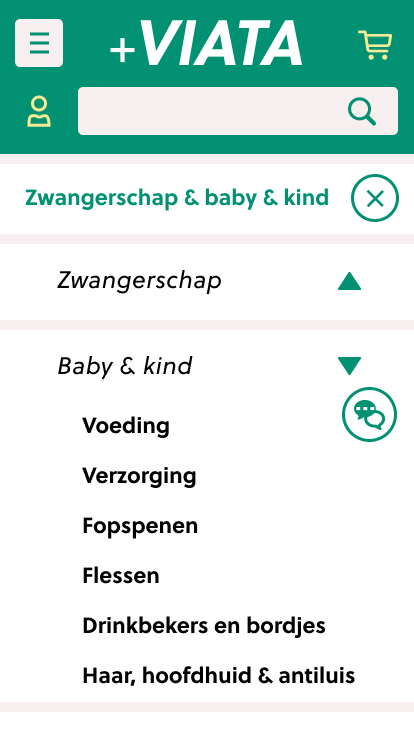 +VIATA
Zwangerschap & baby & kind
Zwangerschap
Baby & kind
Voeding
Verzorging
Fopspenen
Flessen
Drinkbekers en bordjes
Haar, hoofdhuid & antiluis